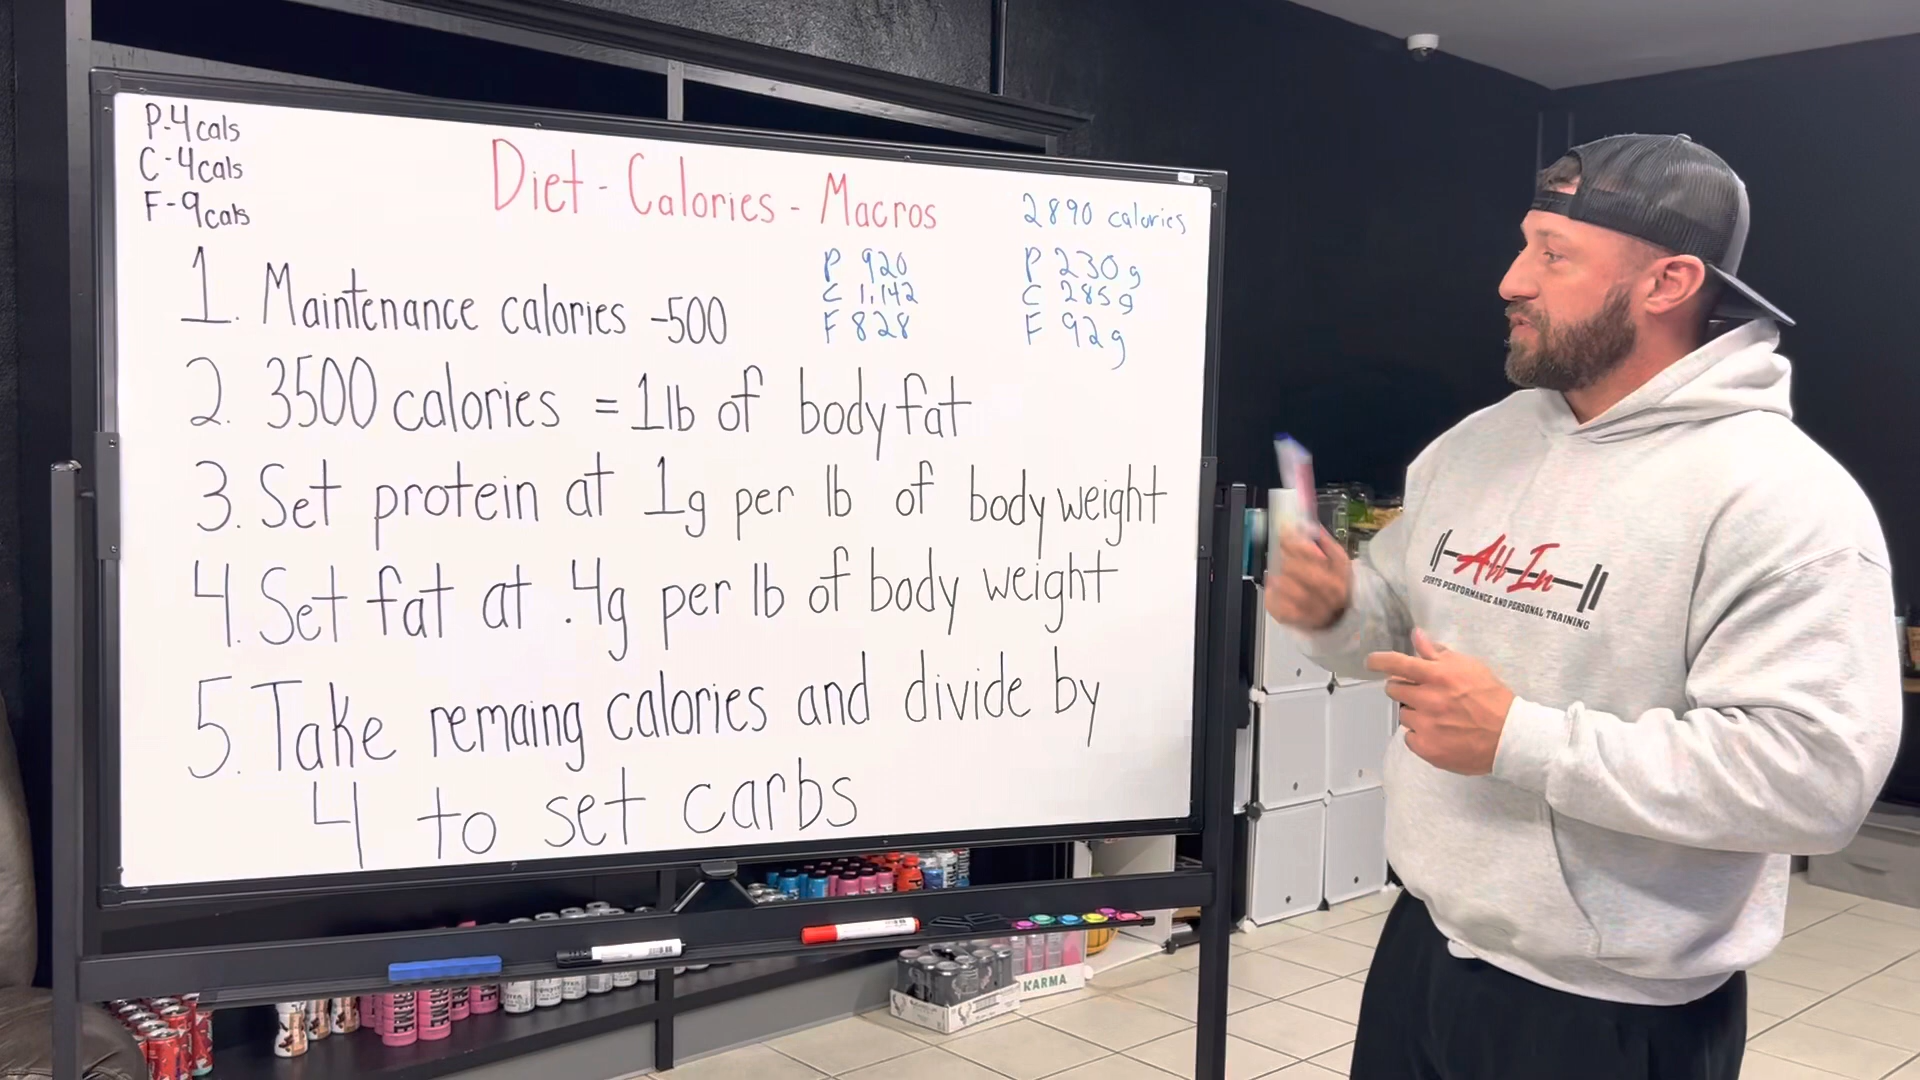 P-4cals
C-4cals
F-9cals
Diet - Calories - Macros
2890 calories
P 920
C 1,142
F 828
P 230g
C 285g
F 92g
1. Maintenance calories -500
2. 3500 calories = 1lb of body fat
3. Set protein at 1g per lb of body weight
4. Set fat at .4g per lb of body weight
5. Take remaing calories and divide by
4 to set carbs
All In
SPORTS PERFORMANCE AND PERSONAL TRAINING
KARMA